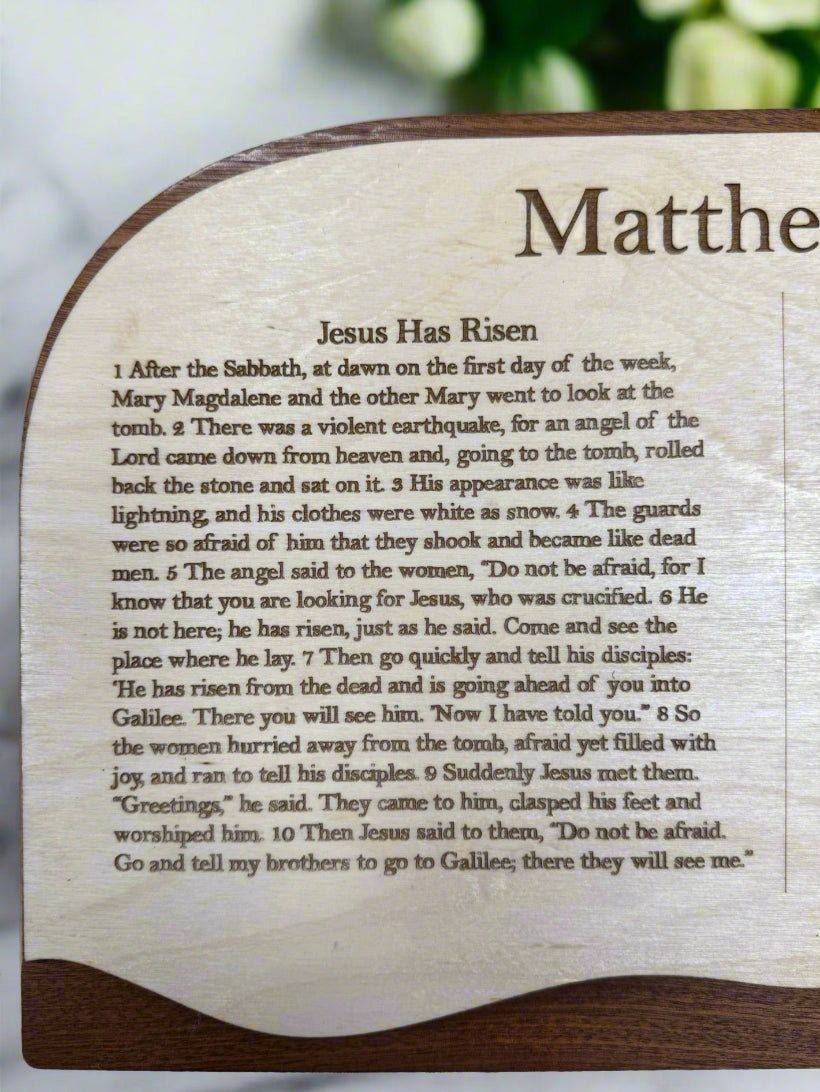 Matthe
Jesus Has Risen
1 After the Sabbath, at dawn on the first day of the week,
Mary Magdalene and the other Mary went to look at the
tomb. 2 There was a violent earthquake, for an angel of the
Lord came down from heaven and, going to the tomb, rolled
back the stone and sat on it. 3 His appearance was like
lightning, and his clothes were white as snow. 4 The guards
were so afraid of him that they shook and became like dead
men. 5 The angel said to the women, "Do not be afraid, for I
know that you are looking for Jesus, who was crucified. 6 He
is not here; he has risen, just as he said. Come and see the
place where he lay. 7 Then go quickly and tell his disciples:
'He has risen from the dead and is going ahead of you into
Galilee. There you will see him. 'Now I have told you." 8 So
the women hurried away from the tomb, afraid yet filled with
joy, and ran to tell his disciples. 9 Suddenly Jesus met them.
"Greetings," he said. They came to him, clasped his feet and
worshiped him. 10 Then Jesus said to them, "Do not be afraid.
Go and tell my brothers to go to Galilee; there they will see me."